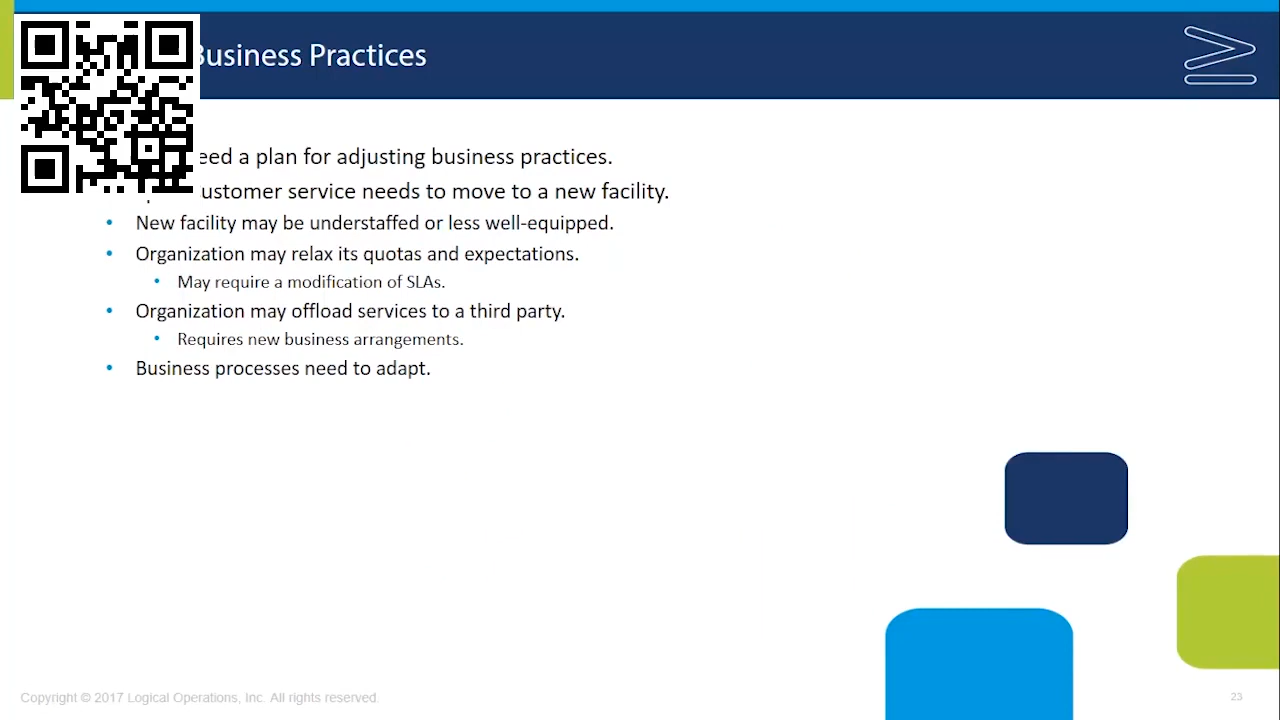 Business Practices
eed a plan for adjusting business practices.
ustomer service needs to move to a new facility.
• New facility may be understaffed or less well-equipped.
• Organization may relax its quotas and expectations.
• May require a modification of SLAs.
• Organization may offload services to a third party.
• Requires new business arrangements.
• Business processes need to adapt.
Copyright © 2017 Logical Operations, Inc. All rights reserved.
23